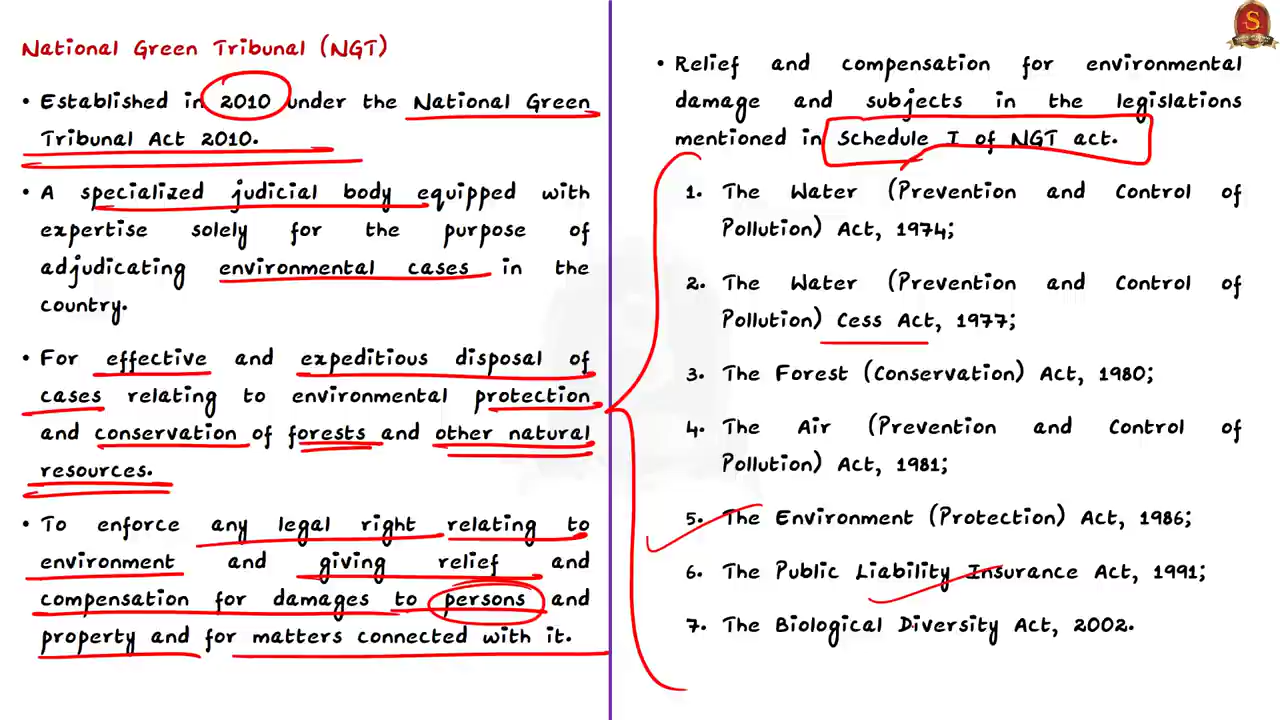 National Green Tribunal (NGT)
• Established in 2010 under the National Green
Tribunal Act 2010.
• A specialized judicial body equipped with
expertise solely for the purpose of
adjudicating environmental cases in the
country.
• For effective and expeditious disposal of
cases relating to environmental protection
and conservation of forests and other natural
resources.
• To enforce any legal right relating to
environment and giving relief and
compensation for damages to persons and
property and for matters connected with it.
• Relief and compensation for environmental
damage and subjects in the legislations
mentioned in Schedule I of NGT act.
1. The Water (Prevention and Control of
Pollution) Act, 1974;
2. The Water (Prevention and Control of
Pollution) Cess Act, 1977;
3. The Forest (Conservation) Act, 1980;
4. The Air (Prevention and Control of
Pollution) Act, 1981;
5. The Environment (Protection) Act, 1986;
6. The Public Liability Insurance Act, 1991;
7. The Biological Diversity Act, 2002.
S